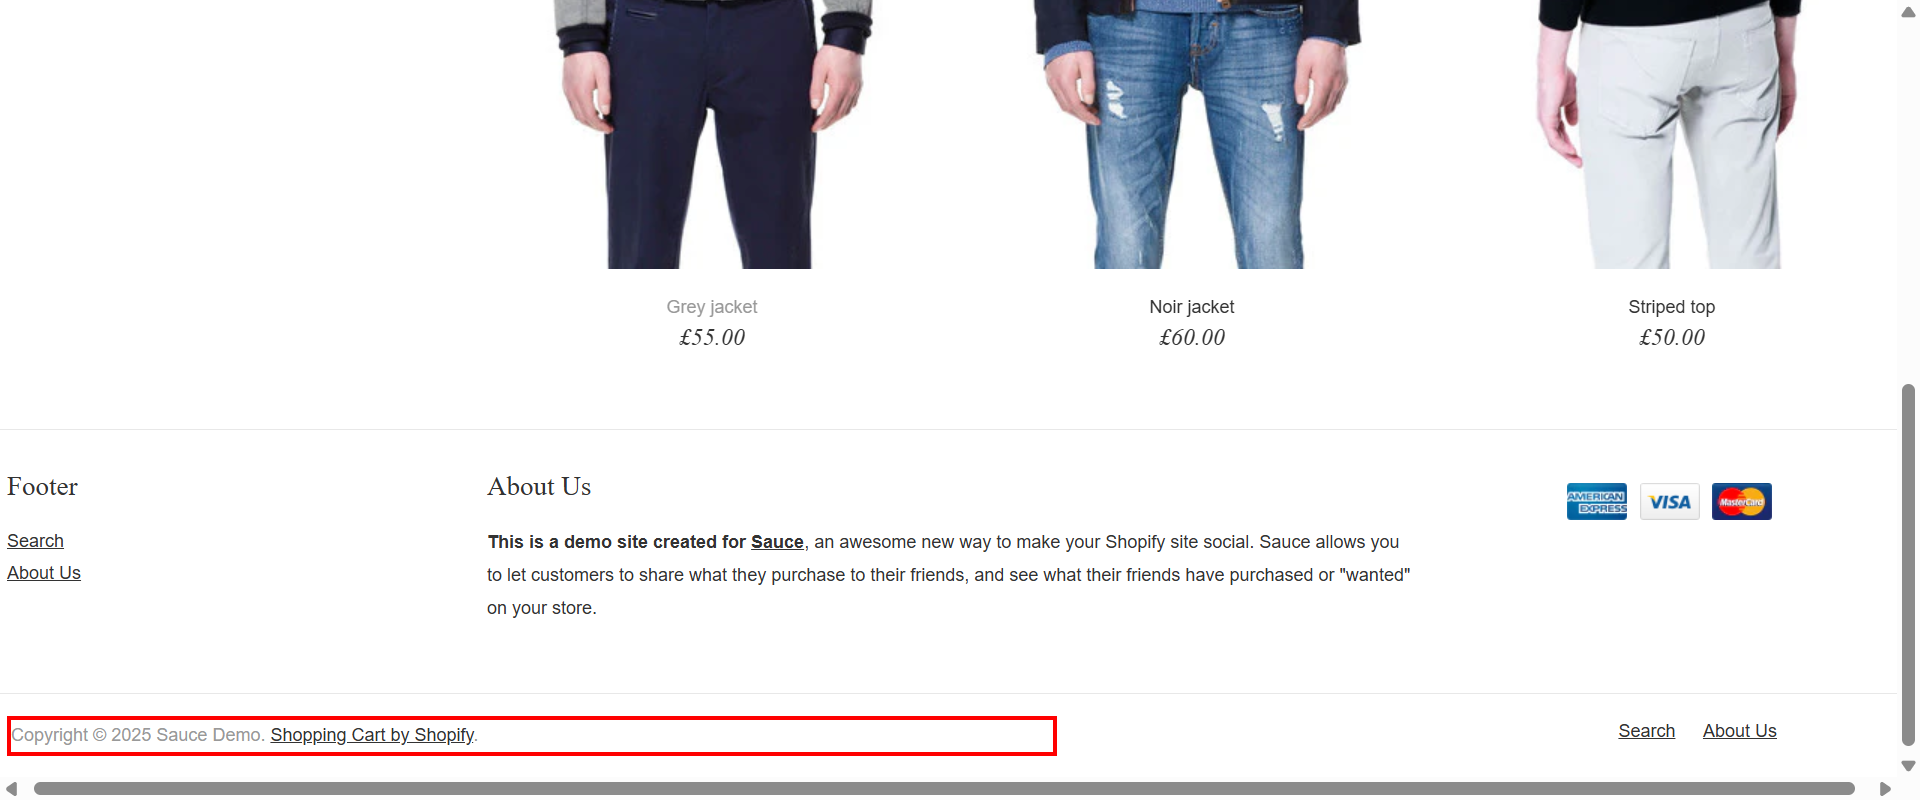 Grey jacket
£55.00
Noir jacket
£60.00
Striped top
£50.00
Footer
Search
About Us
About Us
This is a demo site created for Sauce, an awesome new way to make your Shopify site social. Sauce allows you
to let customers to share what they purchase to their friends, and see what their friends have purchased or "wanted"
on your store.
AMERICAN
EXPRESS
VISA
MasterCard
Copyright © 2025 Sauce Demo. Shopping Cart by Shopify.
Search
About Us